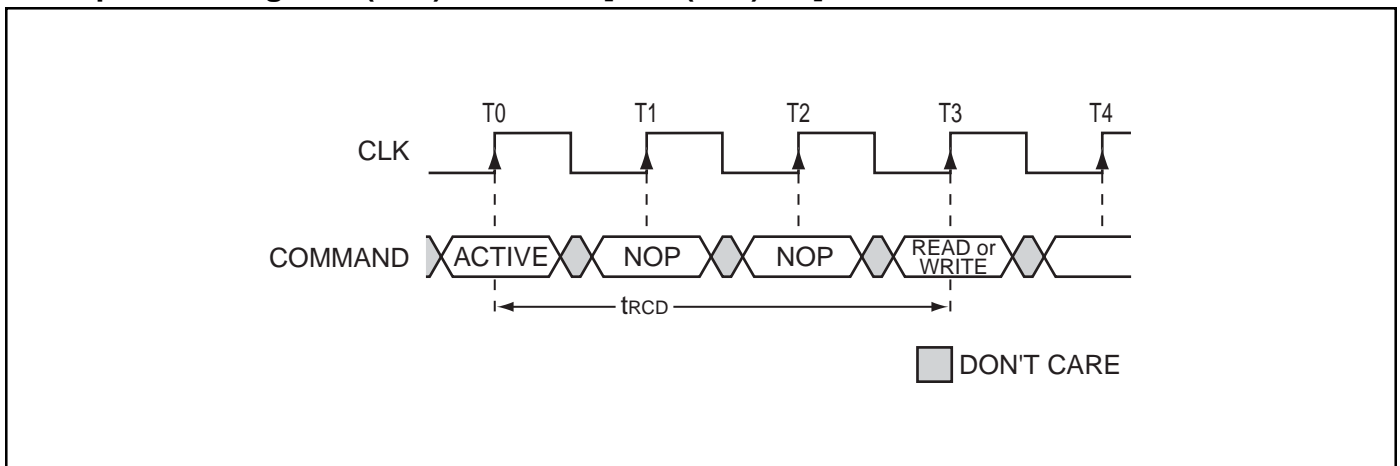 T0 T1 T2 T3 T4
CLK
COMMAND ACTIVE NOP NOP READ or
WRITE
tRCD
DON'T CARE